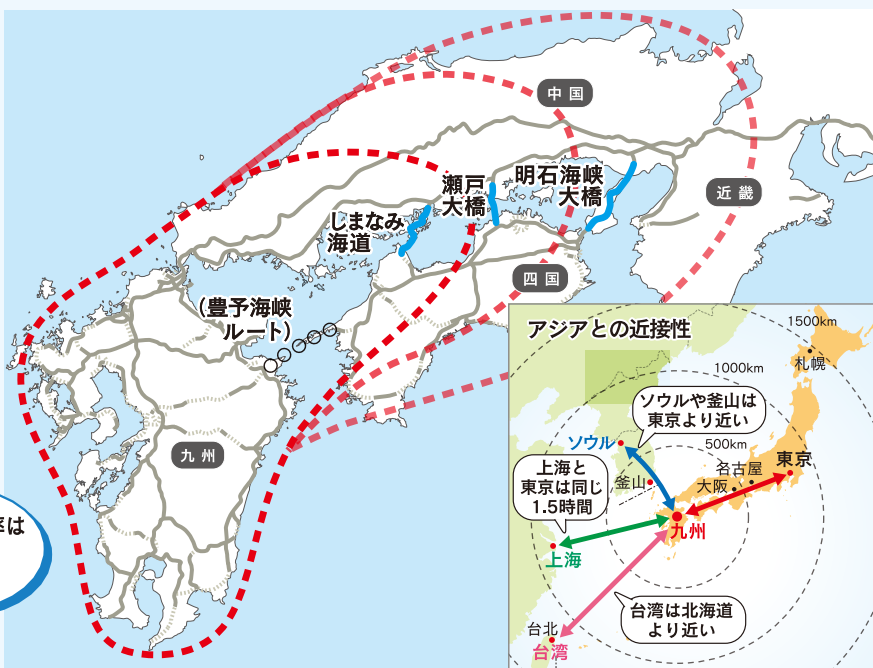 中国
瀬戸
大橋
明石海峡
大橋
近畿
しまなみ
海道
四国
(豊予海峡
ルート)
九州
は
アジアとの近接性
1500km
札幌
1000km
ソウルや釜山は
東京より近い
ソウル
500km
東京
名古屋
大阪
釜山
上海と
東京は同じ
1.5時間
九州
上海
台湾は北海道
より近い
台北
台湾